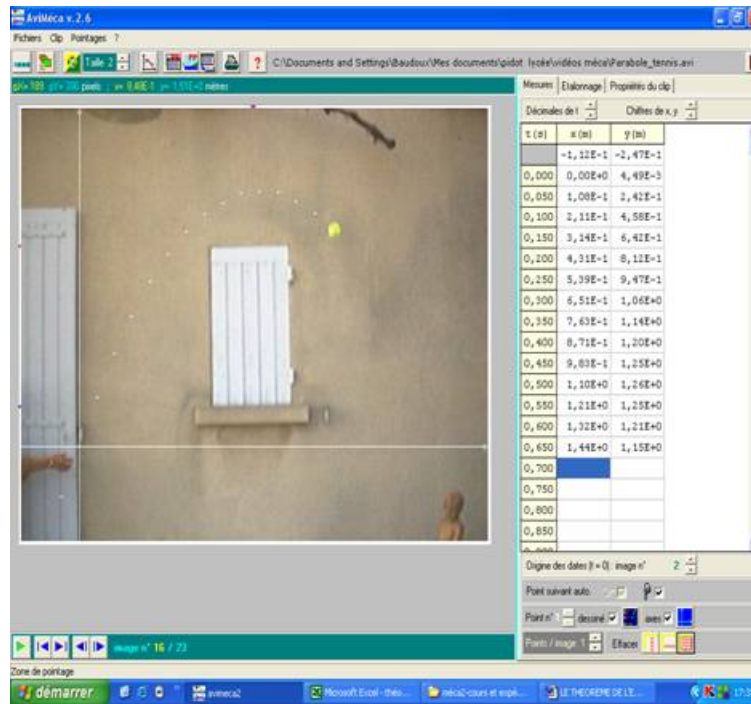 AviMéca v.2.6
Fichiers Clip Pointages ?
Taille 2 ? C:\Documents and Settings\Baudoux\Mes documents\pidot lycée\vidéos méca\Parabole_tennis.avi
pixels mètres
Mesures Etalonnage Propriétés du clip
Décimales de t Chiffres de x, y
t (s) x (m) y (m)
-1,12E-1 -2,47E-1
0,000 0,00E+0 4,49E-3
0,050 1,08E-1 2,42E-1
0,100 2,11E-1 4,58E-1
0,150 3,14E-1 6,42E-1
0,200 4,31E-1 8,12E-1
0,250 5,39E-1 9,47E-1
0,300 6,51E-1 1,06E+0
0,350 7,63E-1 1,14E+0
0,400 8,71E-1 1,20E+0
0,450 9,83E-1 1,25E+0
0,500 1,10E+0 1,26E+0
0,550 1,21E+0 1,25E+0
0,600 1,32E+0 1,21E+0
0,650 1,44E+0 1,15E+0
0,700
0,750
0,800
0,850
Origine des dates (t = 0) : image n° 2
Point suivant auto.
Point n° dessiné axes
Points / image 1 Effacer
image n° 16 / 23
Zone de pointage
démarrer avimeca2 Microsoft Excel - théo... méca2-cours et expé... LE THEOREME DE L'E... 17:3